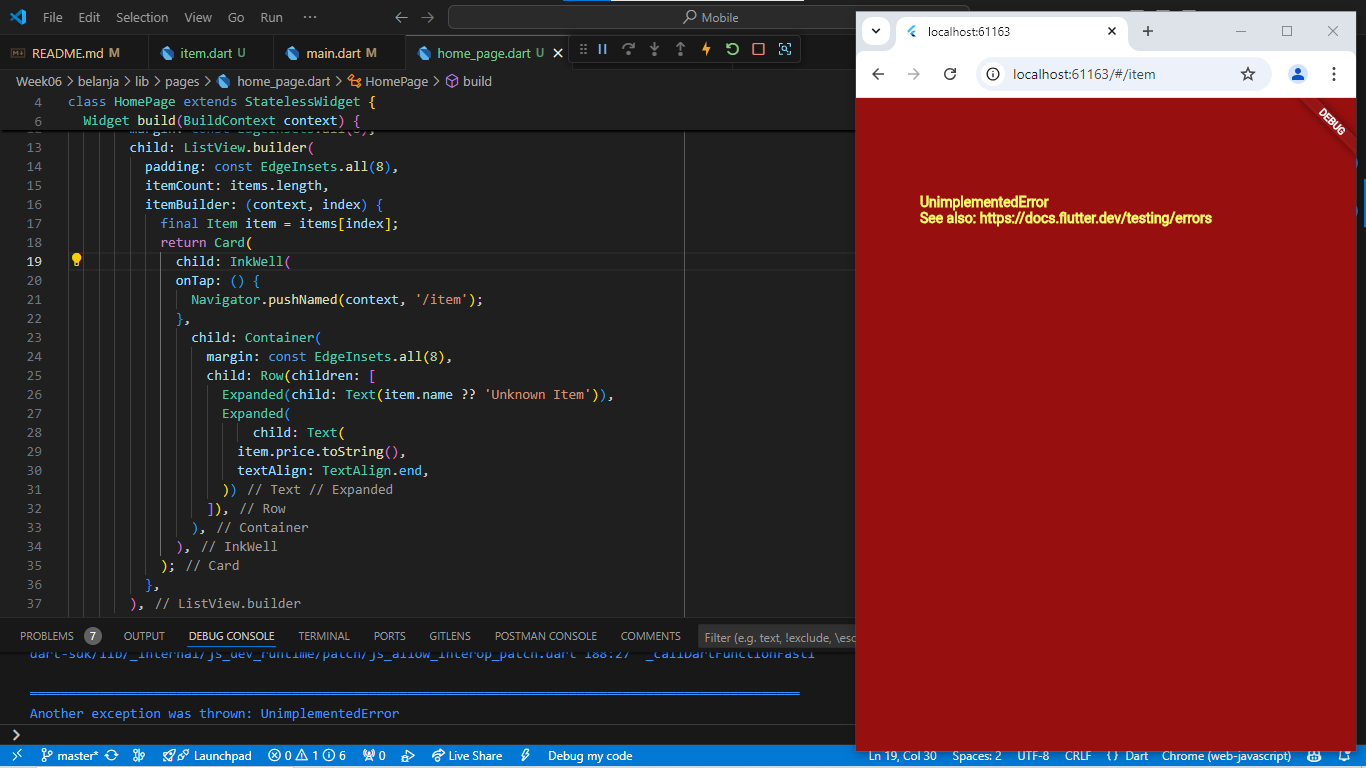 File Edit Selection View Go Run ···
Mobile
README.md M
item.dart U
main.dart M
home_page.dart U
Week06 > belanja > lib > pages > home_page.dart > HomePage > build
4 class HomePage extends StatelessWidget {
6 Widget build(BuildContext context) {
12 margin: const EdgeInsets.all(8),
13 child: ListView.builder(
14 padding: const EdgeInsets.all(8),
15 itemCount: items.length,
16 itemBuilder: (context, index) {
17 final Item item = items[index];
18 return Card(
19 child: InkWell(
20 onTap: () {
21 Navigator.pushNamed(context, '/item');
22 },
23 child: Container(
24 margin: const EdgeInsets.all(8),
25 child: Row(children: [
26 Expanded(child: Text(item.name ?? 'Unknown Item')),
27 Expanded(
28 child: Text(
29 item.price.toString(),
30 textAlign: TextAlign.end,
31 )) // Text // Expanded
32 ]), // Row
33 ), // Container
34 ), // InkWell
35 ); // Card
36 },
37 ), // ListView.builder
PROBLEMS 7 OUTPUT DEBUG CONSOLE TERMINAL PORTS GITLENS POSTMAN CONSOLE COMMENTS
Filter (e.g. text, !exclude, \esc
dart-sdk/lib/_internal/js_dev_runtime/patch/js_allow_interop_patch.dart 188:27 _callDartFunctionFast1
Another exception was thrown: UnimplementedError
master* Launchpad 0 1 6 0 Live Share Debug my code
Ln 19, Col 30 Spaces: 2 UTF-8 CRLF {} Dart Chrome (web-javascript)
localhost:61163
localhost:61163/#/item
DEBUG
UnimplementedError
See also: https://docs.flutter.dev/testing/errors